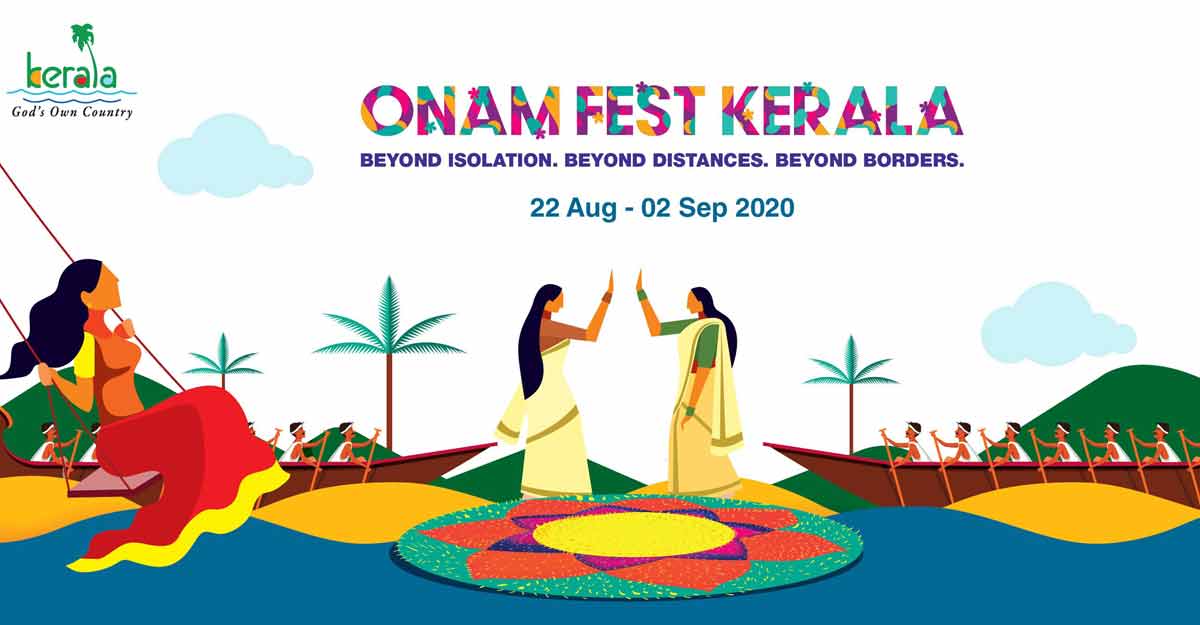 kerala
God's Own Country
ONAM FEST KERALA
BEYOND ISOLATION. BEYOND DISTANCES. BEYOND BORDERS.
22 Aug - 02 Sep 2020